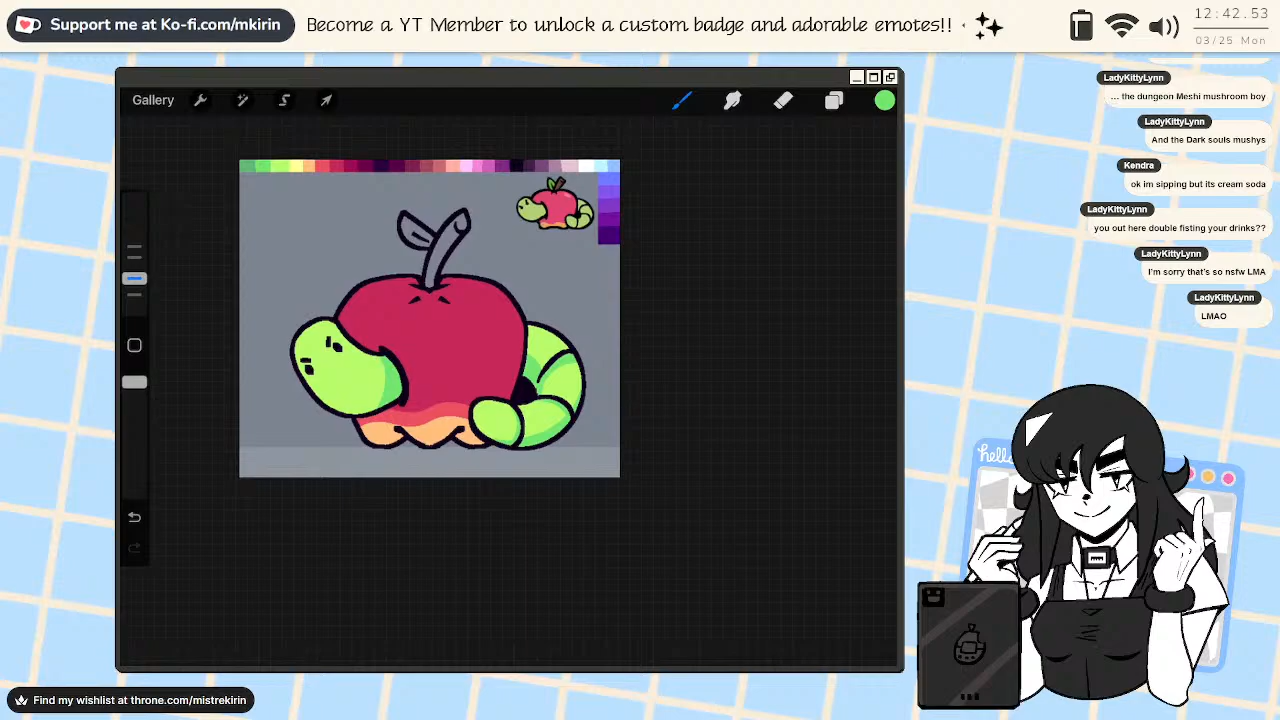 Support me at Ko-fi.com/mkirin
Become a YT Member to unlock a custom badge and adorable emotes!!
12:42.53
03/25 Mon
Gallery
LadyKittyLynn
... the dungeon Meshi mushroom boy
LadyKittyLynn
And the Dark souls mushys
Kendra
ok im sipping but its cream soda
LadyKittyLynn
you out here double fisting your drinks??
LadyKittyLynn
I'm sorry that's so nsfw LMA
LadyKittyLynn
LMAO
hello
Find my wishlist at throne.com/mistrekirin